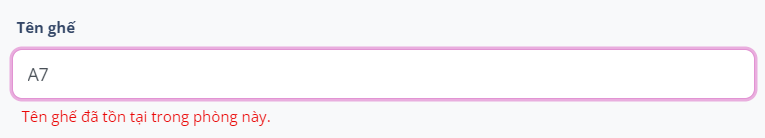 Tên ghế
A7
Tên ghế đã tồn tại trong phòng này.